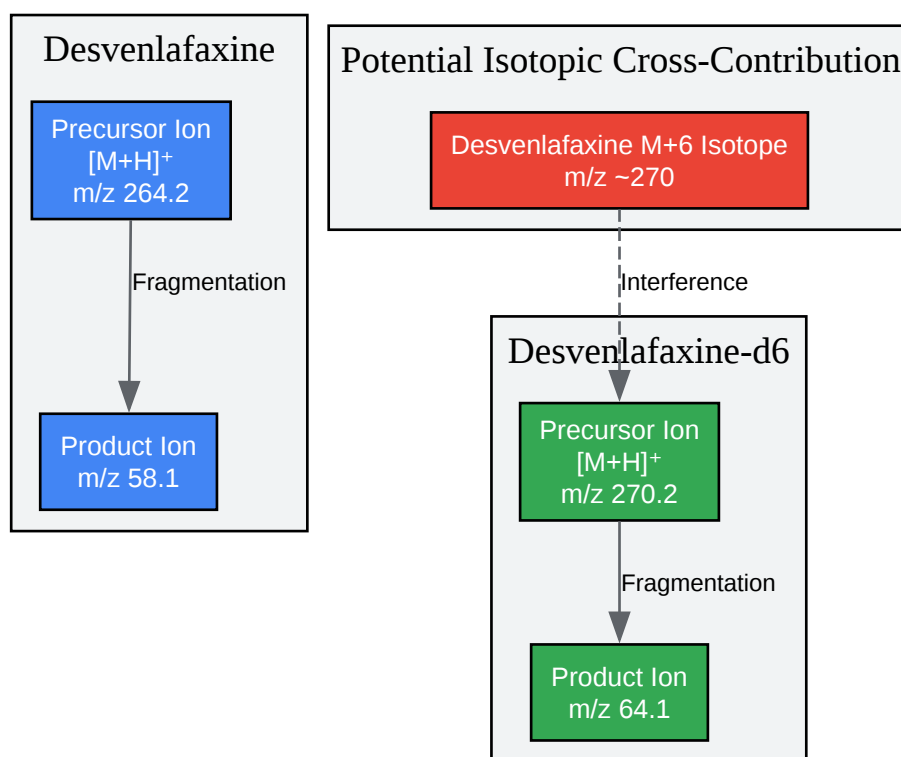 Desvenlafaxine
Precursor Ion
[M+H]⁺
m/z 264.2
Fragmentation
Product Ion
m/z 58.1
Potential Isotopic Cross-Contribution
Desvenlafaxine M+6 Isotope
m/z ~270
Interference
Desvenlafaxine-d6
Precursor Ion
[M+H]⁺
m/z 270.2
Fragmentation
Product Ion
m/z 64.1